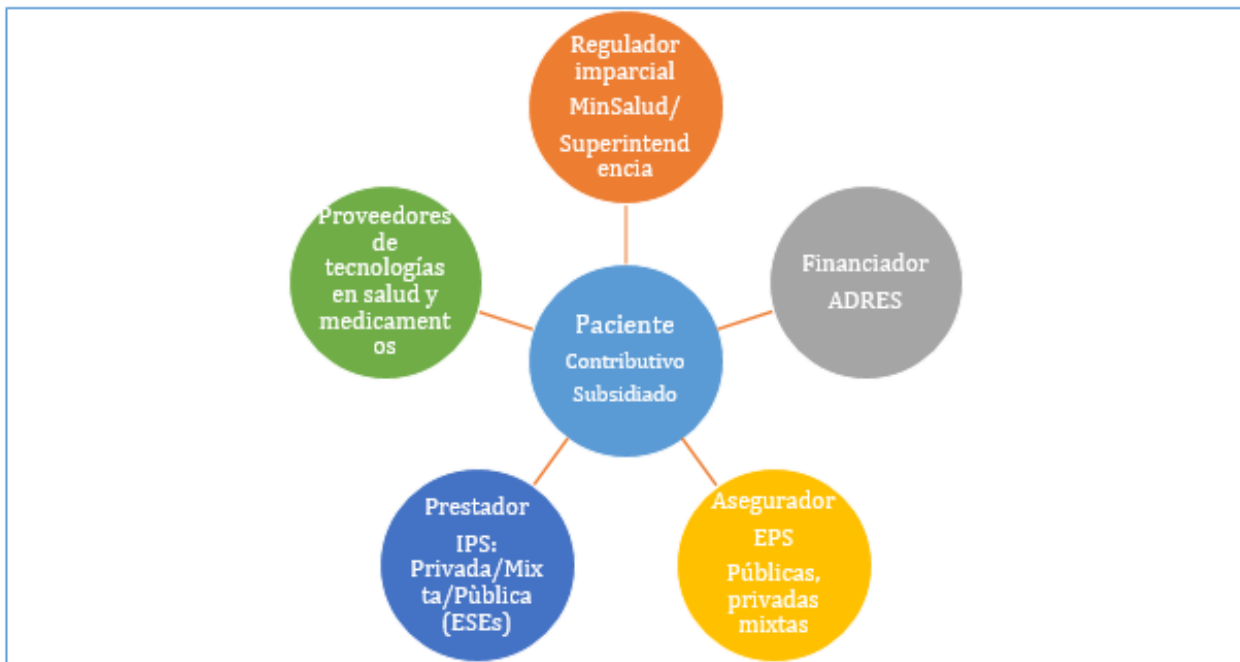 Regulador
imparcial
MinSalud/
Superintend
encia
Proveedores
de
tecnologías
en salud y
medicament
os
Financiador
ADRES
Paciente
Contributivo
Subsidiado
Prestador
IPS:
Privada/Mix
ta/Pùblica
(ESEs)
Asegurador
EPS
Públicas,
privadas
mixtas